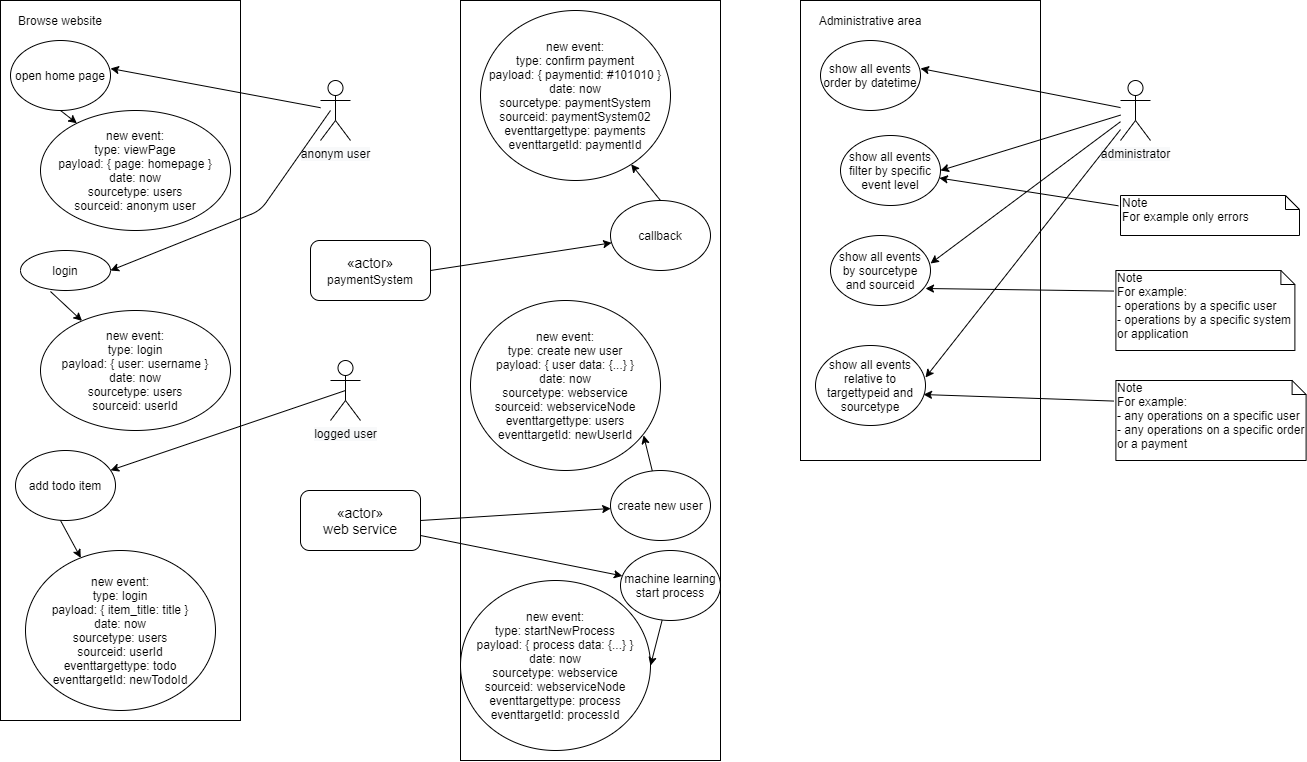 Browse website
open home page
new event:
type: viewPage
payload: { page: homepage }
date: now
sourcetype: users
sourceid: anonym user
login
new event:
type: login
payload: { user: username }
date: now
sourcetype: users
sourceid: userId
add todo item
new event:
type: login
payload: { item_title: title }
date: now
sourcetype: users
sourceid: userId
eventtargettype: todo
eventtargetId: newTodoId
anonym user
«actor»
paymentSystem
logged user
«actor»
web service
new event:
type: confirm payment
payload: { paymentid: #101010 }
date: now
sourcetype: paymentSystem
sourceid: paymentSystem02
eventtargettype: payments
eventtargetId: paymentId
callback
new event:
type: create new user
payload: { user data: {...} }
date: now
sourcetype: webservice
sourceid: webserviceNode
eventtargettype: users
eventtargetId: newUserId
create new user
machine learning
start process
new event:
type: startNewProcess
payload: { process data: {...} }
date: now
sourcetype: webservice
sourceid: webserviceNode
eventtargettype: process
eventtargetId: processId
Administrative area
show all events
order by datetime
show all events
filter by specific
event level
show all events
by sourcetype
and sourceid
show all events
relative to
targettypeid and
sourcetype
administrator
Note
For example only errors
Note
For example:
- operations by a specific user
- operations by a specific system
or application
Note
For example:
- any operations on a specific user
- any operations on a specific order
or a payment